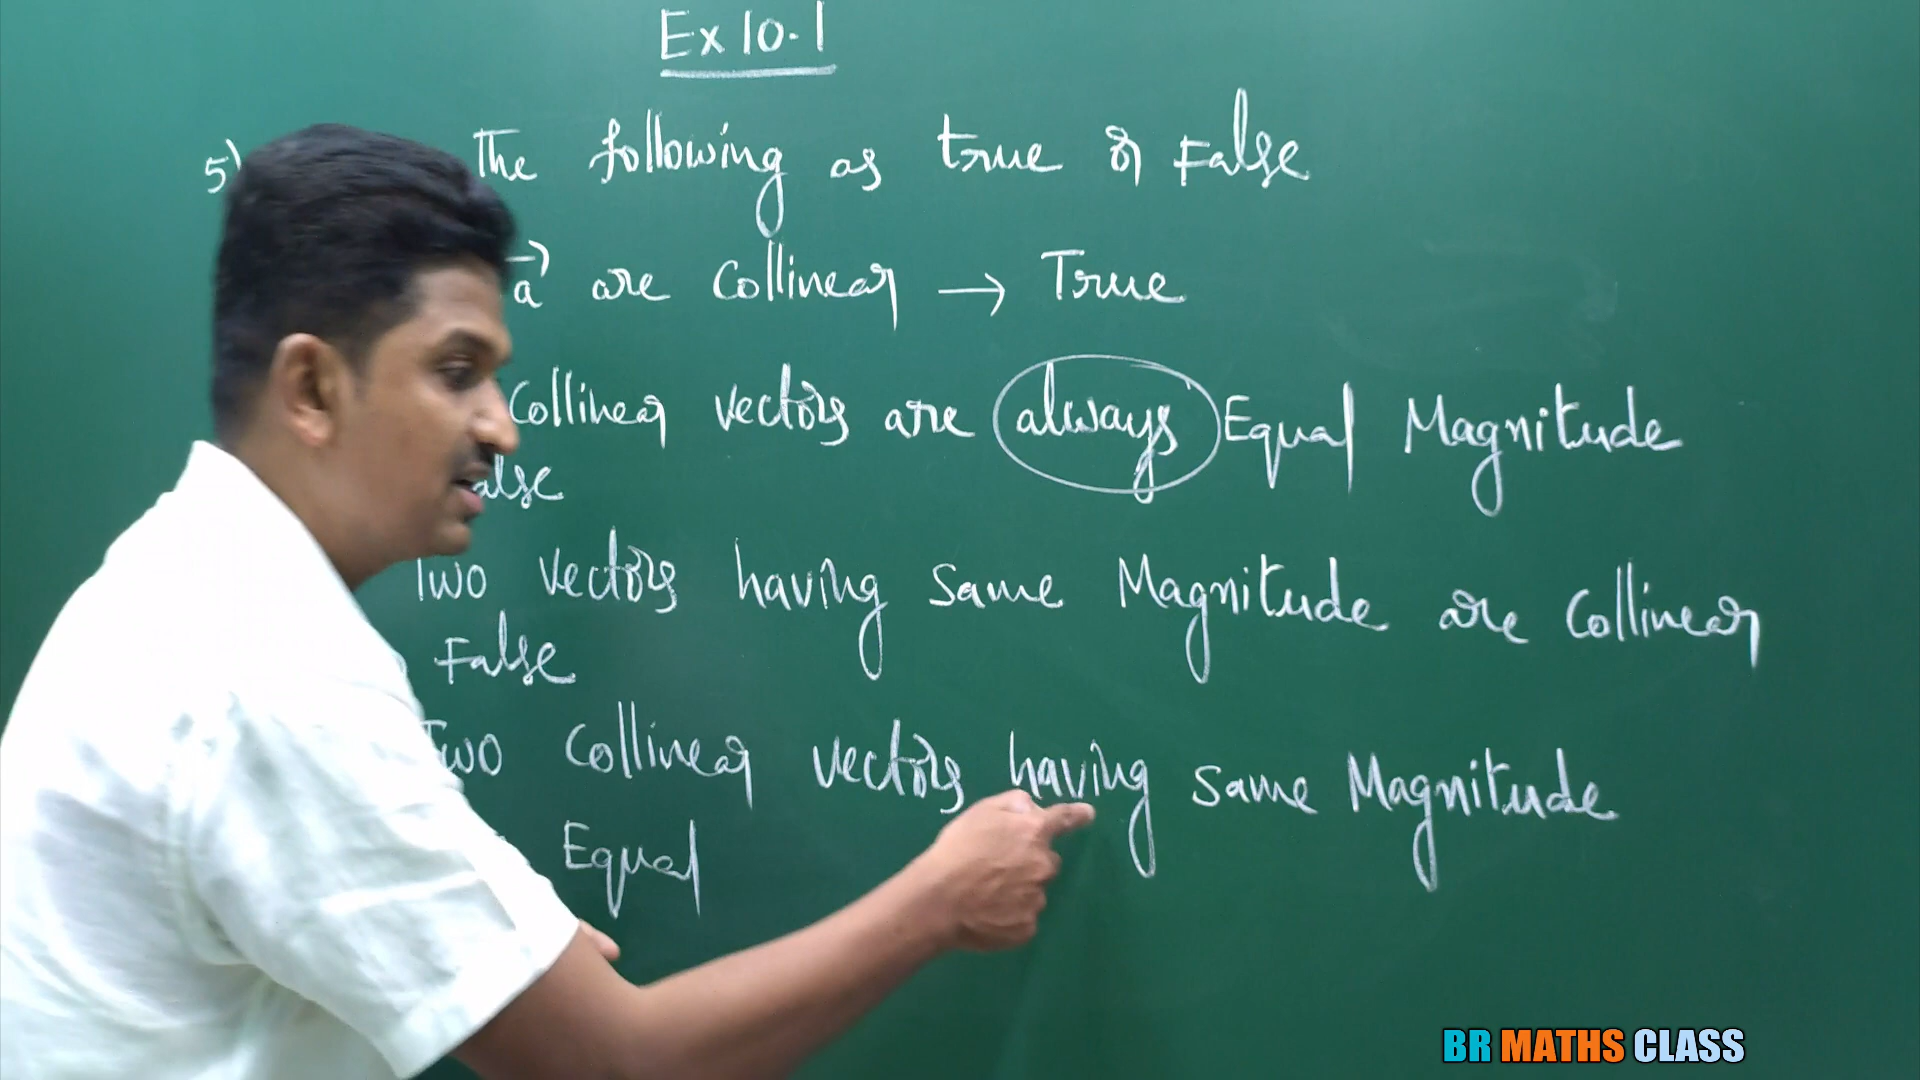 Ex 10.1
5) The following as true or False
a are Collinear → True
Collinear vectors are always Equal Magnitude
alse
Two vectors having same Magnitude are Collinear
False
Two Collinear vectors having same Magnitude
Equal
BR MATHS CLASS